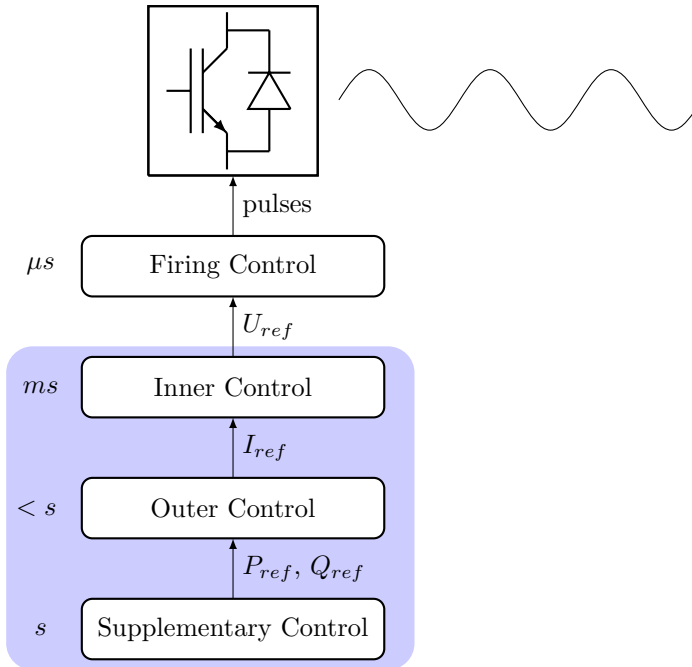 pulses
μs Firing Control
U_ref
ms Inner Control
I_ref
< s Outer Control
P_ref, Q_ref
s Supplementary Control